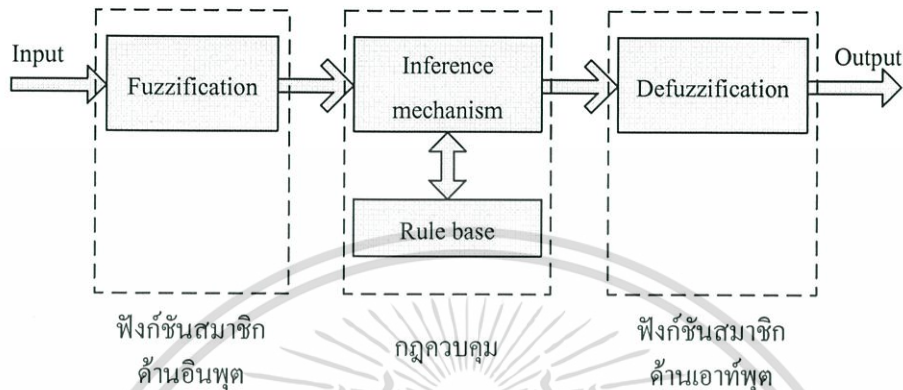 Input
Fuzzification
Inference
mechanism
Defuzzification
Output
Rule base
ฟังก์ชันสมาชิก
ด้านอินพุต
กฎควบคุม
ฟังก์ชันสมาชิก
ด้านเอาท์พุต